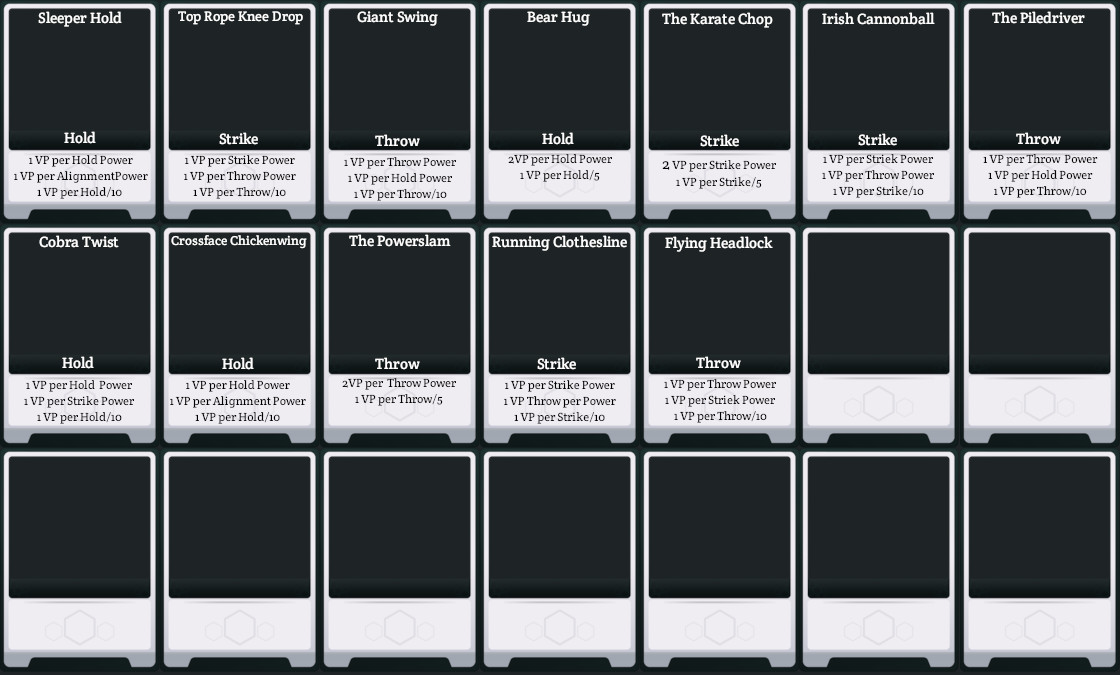 Sleeper Hold
Hold
1 VP per Hold Power
1 VP per AlignmentPower
1 VP per Hold/10
Top Rope Knee Drop
Strike
1 VP per Strike Power
1 VP per Throw Power
1 VP per Throw/10
Giant Swing
Throw
1 VP per Throw Power
1 VP per Hold Power
1 VP per Throw/10
Bear Hug
Hold
2VP per Hold Power
1 VP per Hold/5
The Karate Chop
Strike
2 VP per Strike Power
1 VP per Strike/5
Irish Cannonball
Strike
1 VP per Striek Power
1 VP per Throw Power
1 VP per Strike/10
The Piledriver
Throw
1 VP per Throw Power
1 VP per Hold Power
1 VP per Throw/10
Cobra Twist
Hold
1 VP per Hold Power
1 VP per Strike Power
1 VP per Hold/10
Crossface Chickenwing
Hold
1 VP per Hold Power
1 VP per Alignment Power
1 VP per Hold/10
The Powerslam
Throw
2VP per Throw Power
1 VP per Throw/5
Running Clothesline
Strike
1 VP per Strike Power
1 VP Throw per Power
1 VP per Strike/10
Flying Headlock
Throw
1 VP per Throw Power
1 VP per Striek Power
1 VP per Throw/10